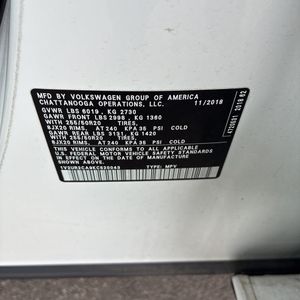 MFD BY VOLKSWAGEN GROUP OF AMERICA
CHATTANOOGA OPERATIONS, LLC. 11/2018
GVWR LBS 6019, KG 2730
GAWR FRONT LBS 2998, KG 1360
WITH 255/50R20 TIRES,
8JX20 RIMS, AT 240 KPA 35 PSI COLD
GAWR REAR LBS 3131, KG 1420
WITH 255/50R20 TIRES,
8JX20 RIMS, AT 240 KPA 35 PSI COLD
THIS VEHICLE CONFORMS TO ALL APPLICABLE
U.S. FEDERAL MOTOR VEHICLE SAFETY STANDARDS
IN EFFECT ON THE DATE OF MANUFACTURE
SHOWN ABOVE
TYPE: MPV